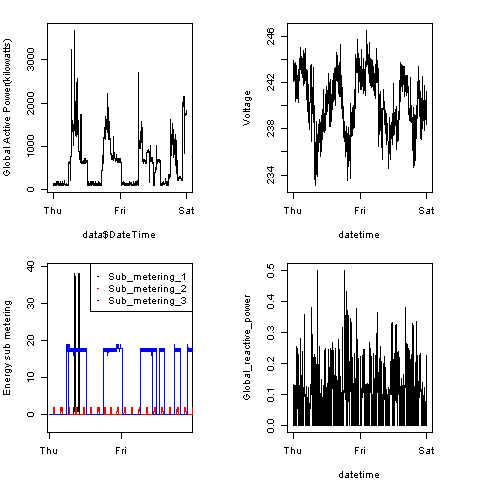 Global Active Power(kilowatts)
0 1000 2000 3000
Thu Fri Sat
data$DateTime
Voltage
234 238 242 246
Thu Fri Sat
datetime
Energy sub metering
0 10 20 30 40
Sub_metering_1
Sub_metering_2
Sub_metering_3
Thu Fri
Global_reactive_power
0.0 0.1 0.2 0.3 0.4 0.5
Thu Fri Sat
datetime